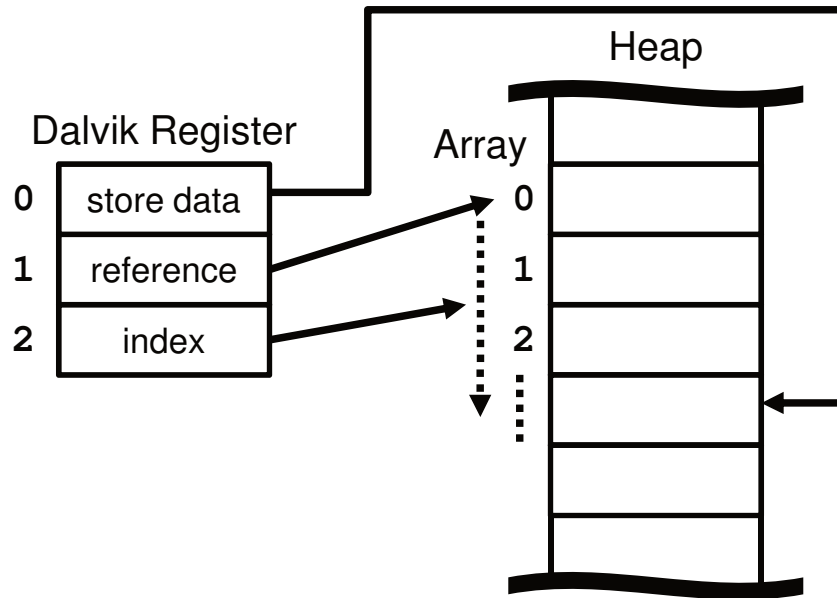 Heap
Dalvik Register
Array
0 store data
1 reference
2 index
0
1
2